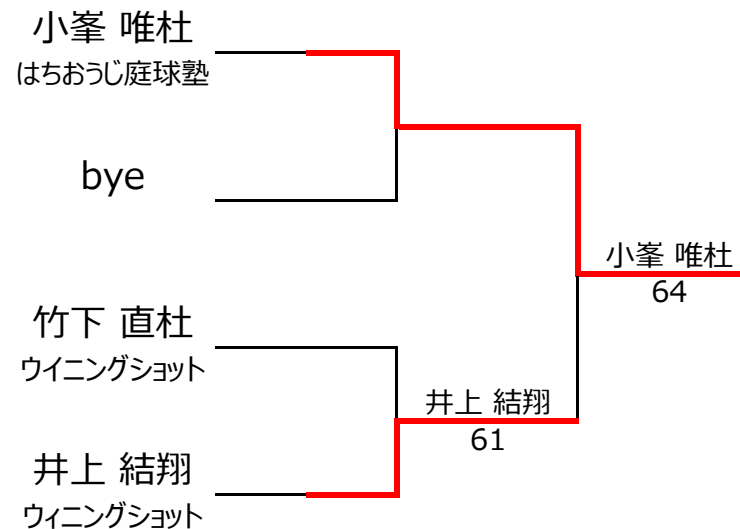 小峯 唯杜
はちおうじ庭球塾
bye
小峯 唯杜
64
竹下 直杜
ウイニングショット
井上 結翔
61
井上 結翔
ウィニングショット